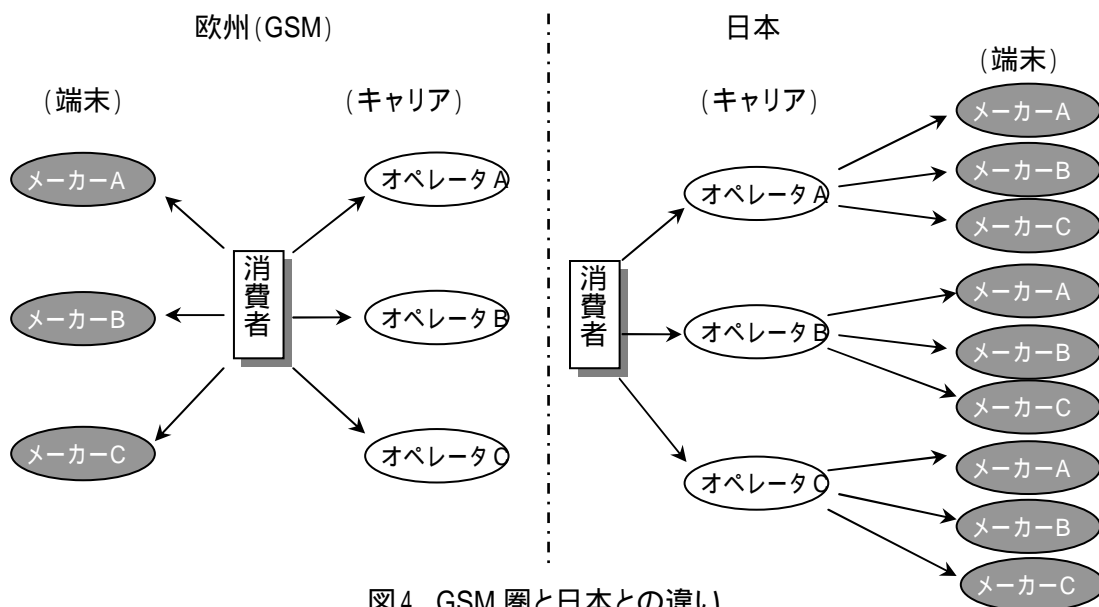 欧州(GSM)
(端末)
(キャリア)
メーカーA
メーカーB
メーカーC
消費者
オペレータA
オペレータB
オペレータC
日本
(キャリア)
(端末)
消費者
オペレータA
オペレータB
オペレータC
メーカーA
メーカーB
メーカーC
メーカーA
メーカーB
メーカーC
メーカーA
メーカーB
メーカーC
図4 GSM圏と日本との違い